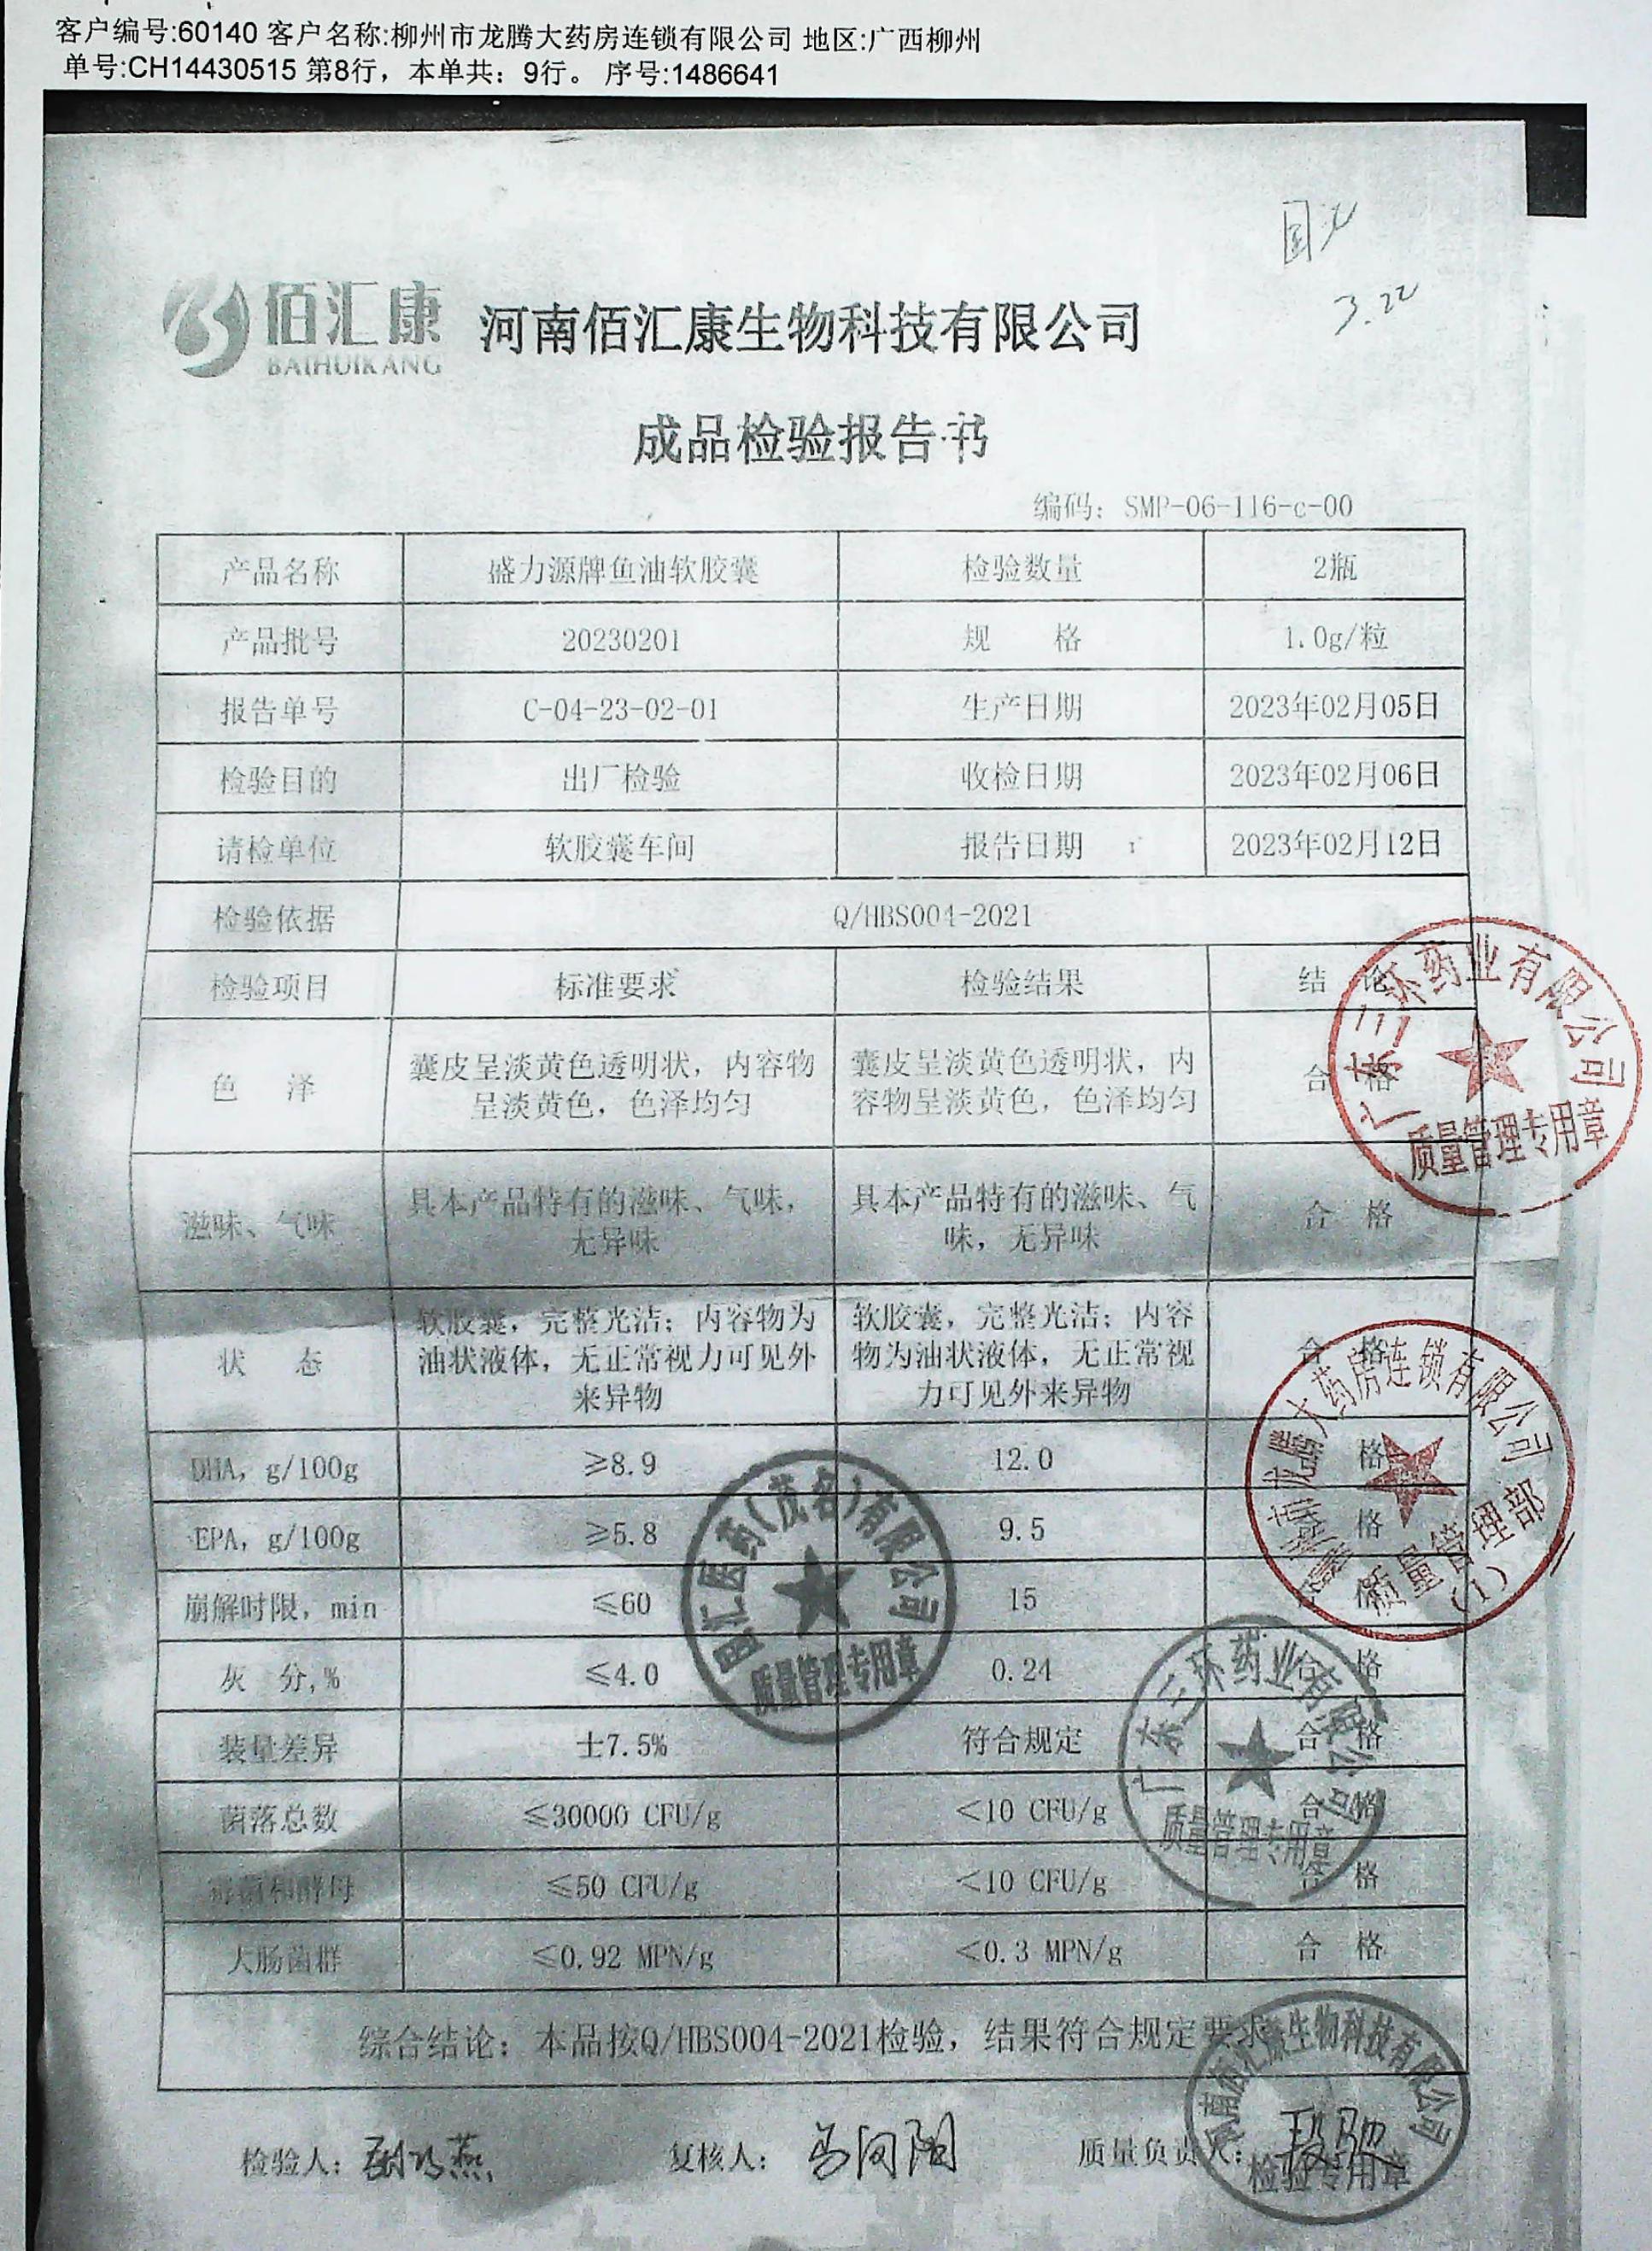 客户编号:60140 客户名称:柳州市龙腾大药房连锁有限公司 地区:广西柳州
单号:CH14430515 第8行，本单共：9行。 序号:1486641
3.22
佰汇康
BAIHUIKANG
河南佰汇康生物科技有限公司
成品检验报告书
编码：SMP-06-116-c-00
产品名称 盛力源牌鱼油软胶囊 检验数量 2瓶
产品批号 20230201 规 格 1.0g/粒
报告单号 C-04-23-02-01 生产日期 2023年02月05日
检验目的 出厂检验 收检日期 2023年02月06日
请检单位 软胶囊车间 报告日期 2023年02月12日
检验依据 Q/HBS004-2021
检验项目 标准要求 检验结果 结 论
色 泽 囊皮呈淡黄色透明状，内容物 囊皮呈淡黄色透明状，内 合 格
呈淡黄色，色泽均匀 容物呈淡黄色，色泽均匀
滋味、气味 具本产品特有的滋味、气味， 具本产品特有的滋味、气 合 格
无异味 味，无异味
软胶囊，完整光洁；内容物为 软胶囊，完整光洁；内容
状 态 油状液体，无正常视力可见外 物为油状液体，无正常视 合 格
来异物 力可见外来异物
DHA，g/100g ≥8.9 12.0 格
EPA，g/100g ≥5.8 9.5 格
崩解时限，min ≤60 15 合 格
灰 分,% ≤4.0 0.24 合 格
装量差异 ±7.5% 符合规定 合 格
菌落总数 ≤30000 CFU/g <10 CFU/g 合 格
霉菌和酵母 ≤50 CFU/g <10 CFU/g 合 格
大肠菌群 ≤0.92 MPN/g <0.3 MPN/g 合 格
综合结论：本品按Q/HBS004-2021检验，结果符合规定要求
检验人： 复核人： 马向阳 质量负责人：
广东三环药业有限公司
质量管理专用章
柳州市龙腾大药房连锁有限公司
质量管理部
(1)
国汇医药(茂名)有限公司
质量管理专用章
广东三环药业有限公司
质量管理专用章
河南佰汇康生物科技有限公司
检验专用章